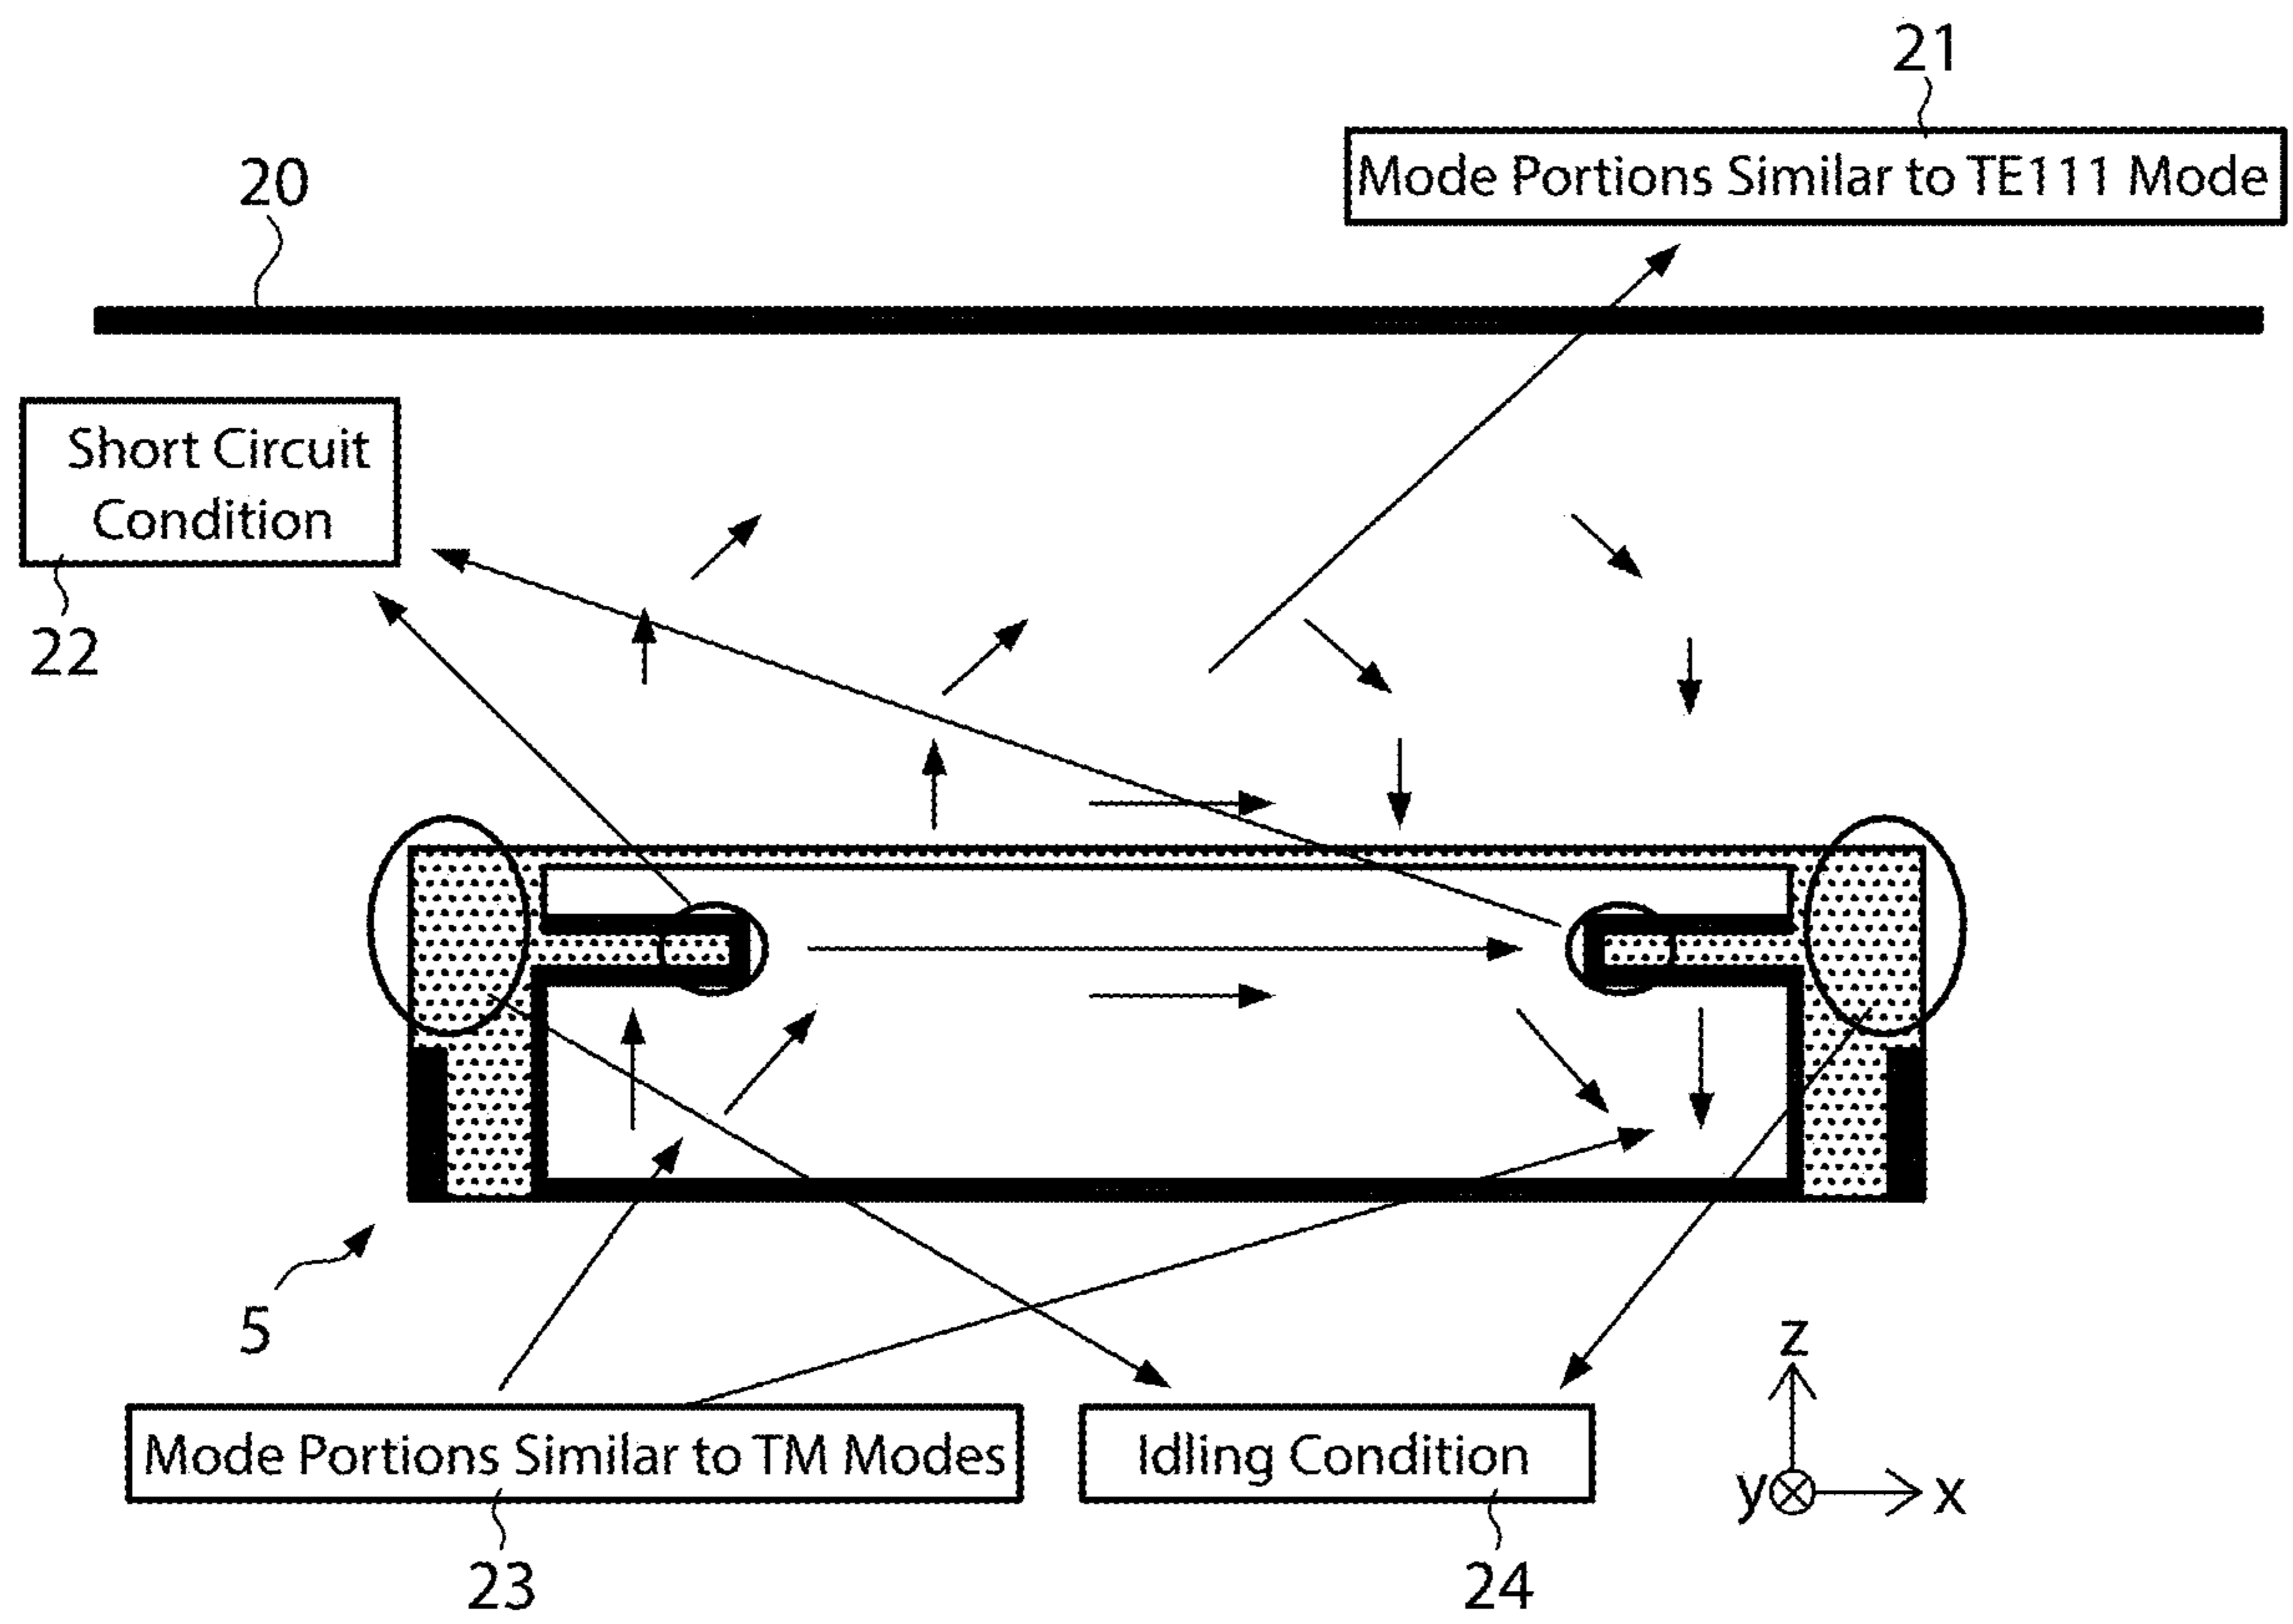 21
Mode Portions Similar to TE111 Mode
20
Short Circuit
Condition
22
5
Mode Portions Similar to TM Modes
Idling Condition
z
y
x
23
24